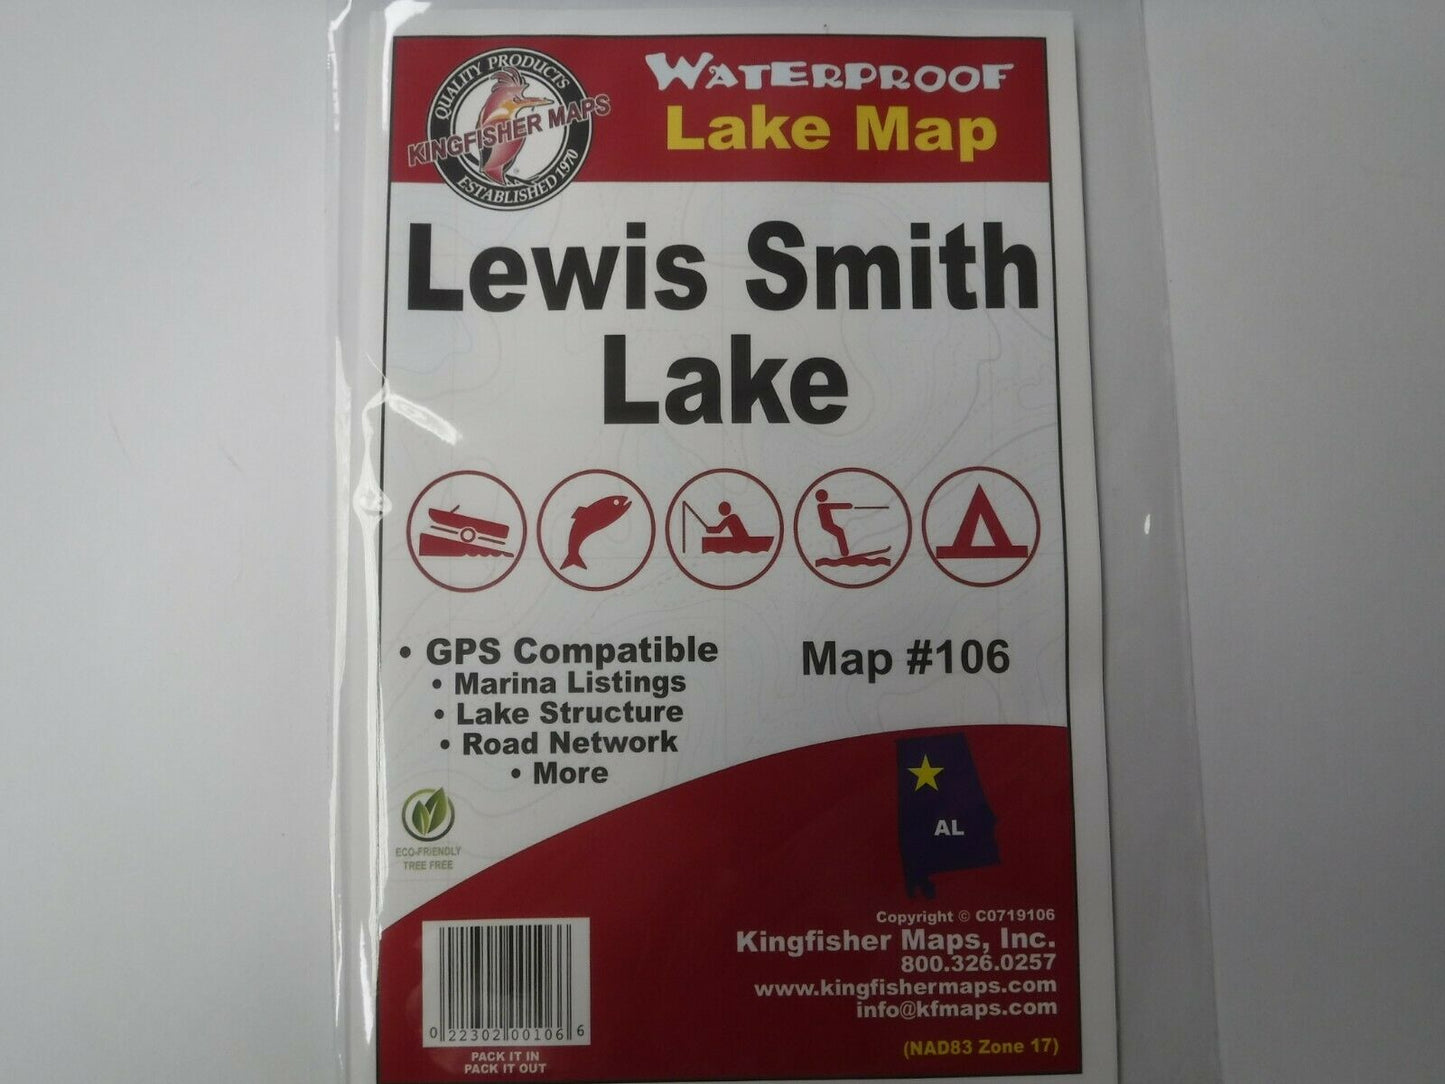 QUALITY PRODUCTS
KINGFISHER MAPS
ESTABLISHED 1970
WATERPROOF
Lake Map
Lewis Smith
Lake
• GPS Compatible
• Marina Listings
• Lake Structure
• Road Network
• More
Map #106
ECO-FRIENDLY
TREE FREE
AL
Copyright © C0719106
Kingfisher Maps, Inc.
800.326.0257
www.kingfishermaps.com
info@kfmaps.com
(NAD83 Zone 17)
0 22302 00106 6
PACK IT IN
PACK IT OUT